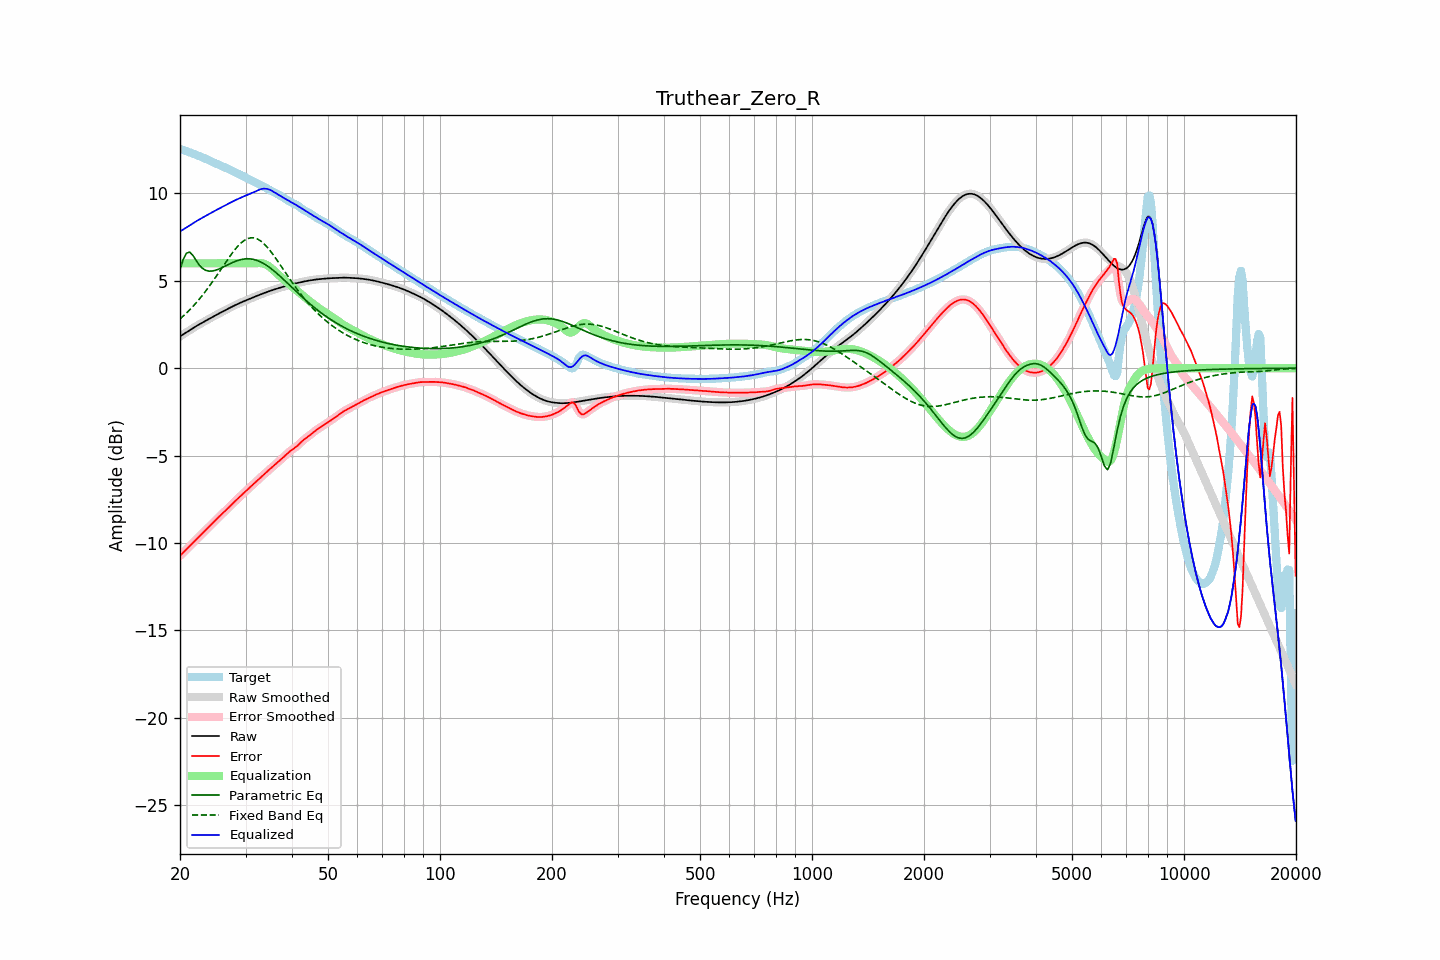 Truthear_Zero_R
Amplitude (dBr)
10
5
0
−5
−10
−15
−20
−25
Target
Raw Smoothed
Error Smoothed
Raw
Error
Equalization
Parametric Eq
Fixed Band Eq
Equalized
20 50 100 200 500 1000 2000 5000 10000 20000
Frequency (Hz)